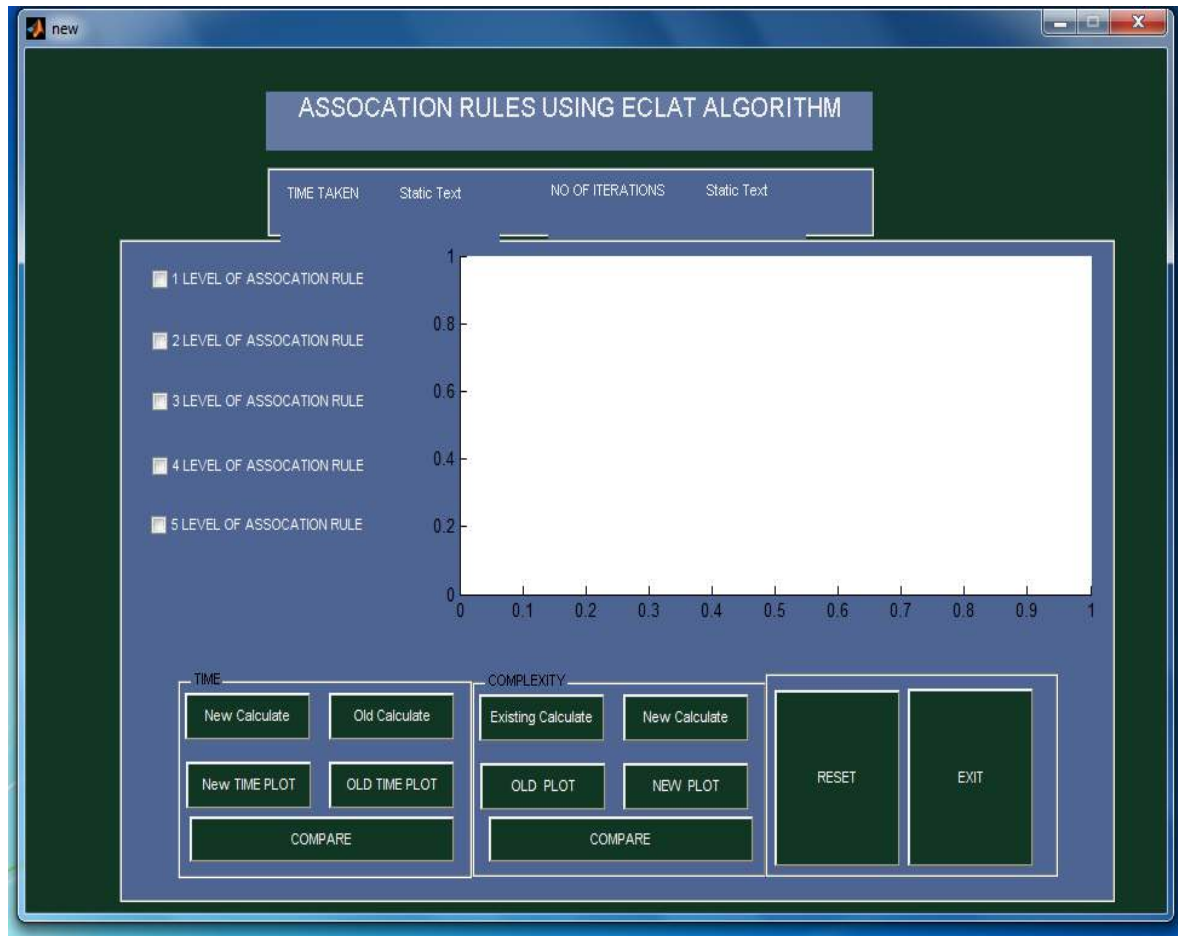 new
ASSOCATION RULES USING ECLAT ALGORITHM
TIME TAKEN Static Text NO OF ITERATIONS Static Text
1 LEVEL OF ASSOCATION RULE
2 LEVEL OF ASSOCATION RULE
3 LEVEL OF ASSOCATION RULE
4 LEVEL OF ASSOCATION RULE
5 LEVEL OF ASSOCATION RULE
1
0.8
0.6
0.4
0.2
0
0 0.1 0.2 0.3 0.4 0.5 0.6 0.7 0.8 0.9 1
TIME
New Calculate Old Calculate
New TIME PLOT OLD TIME PLOT
COMPARE
COMPLEXITY
Existing Calculate New Calculate
OLD PLOT NEW PLOT
COMPARE
RESET EXIT